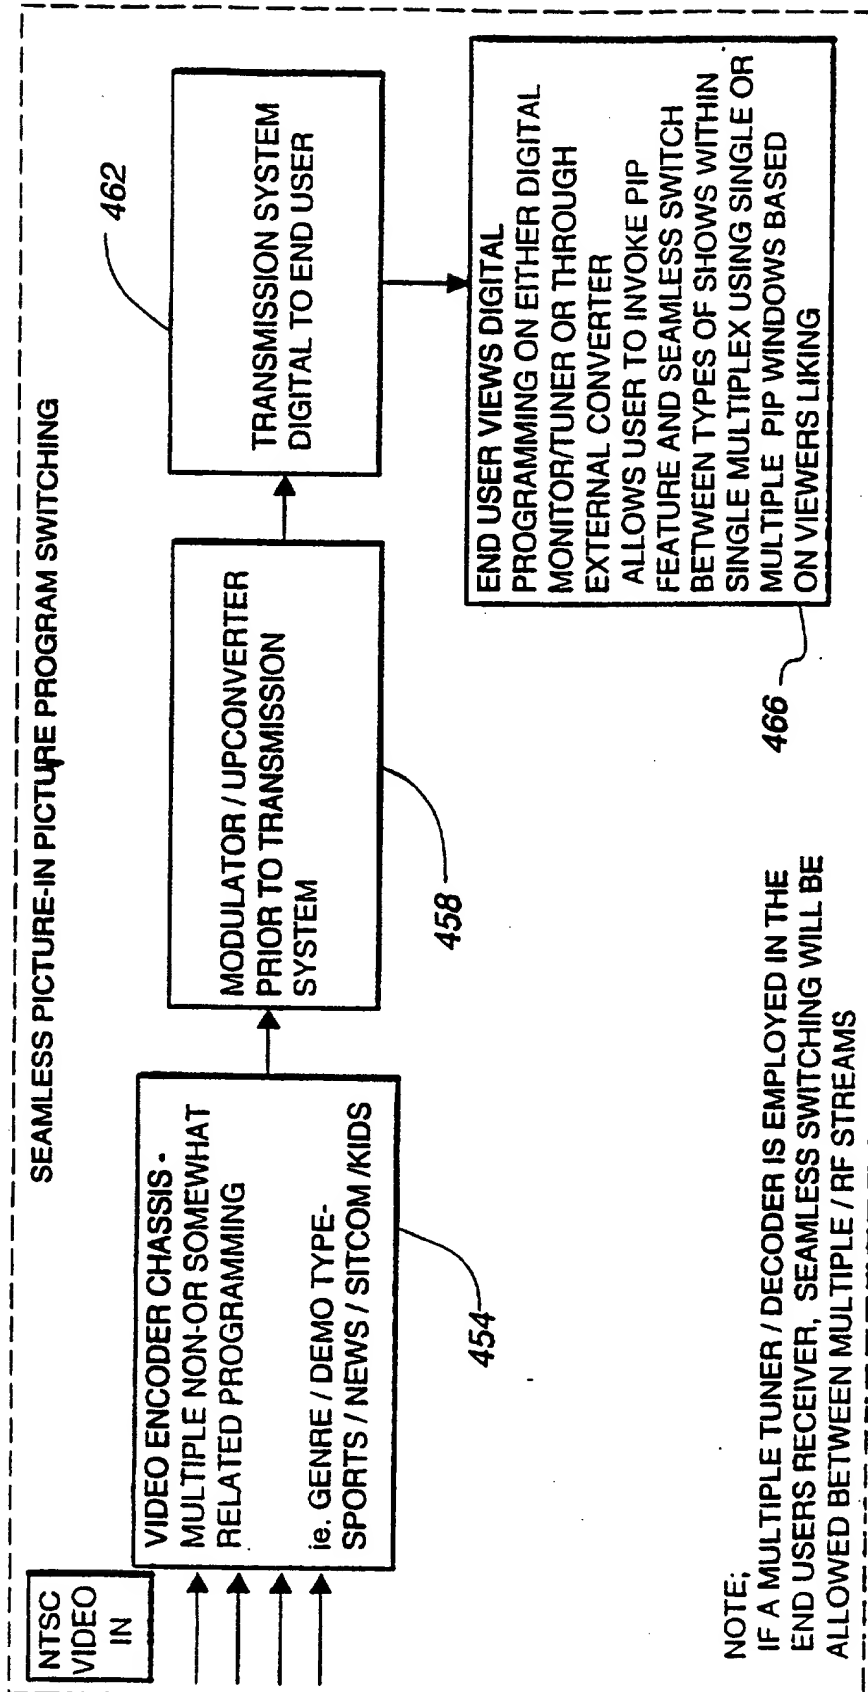 SEAMLESS PICTURE-IN PICTURE PROGRAM SWITCHING
NTSC
VIDEO
IN
VIDEO ENCODER CHASSIS -
MULTIPLE NON-OR SOMEWHAT
RELATED PROGRAMMING
ie. GENRE / DEMO TYPE-
SPORTS / NEWS / SITCOM /KIDS
454
MODULATOR / UPCONVERTER
PRIOR TO TRANSMISSION
SYSTEM
458
TRANSMISSION SYSTEM
DIGITAL TO END USER
462
END USER VIEWS DIGITAL
PROGRAMMING ON EITHER DIGITAL
MONITOR/TUNER OR THROUGH
EXTERNAL CONVERTER
ALLOWS USER TO INVOKE PIP
FEATURE AND SEAMLESS SWITCH
BETWEEN TYPES OF SHOWS WITHIN
SINGLE MULTIPLEX USING SINGLE OR
MULTIPLE PIP WINDOWS BASED
ON VIEWERS LIKING
466
NOTE;
IF A MULTIPLE TUNER / DECODER IS EMPLOYED IN THE
END USERS RECEIVER, SEAMLESS SWITCHING WILL BE
ALLOWED BETWEEN MULTIPLE / RF STREAMS